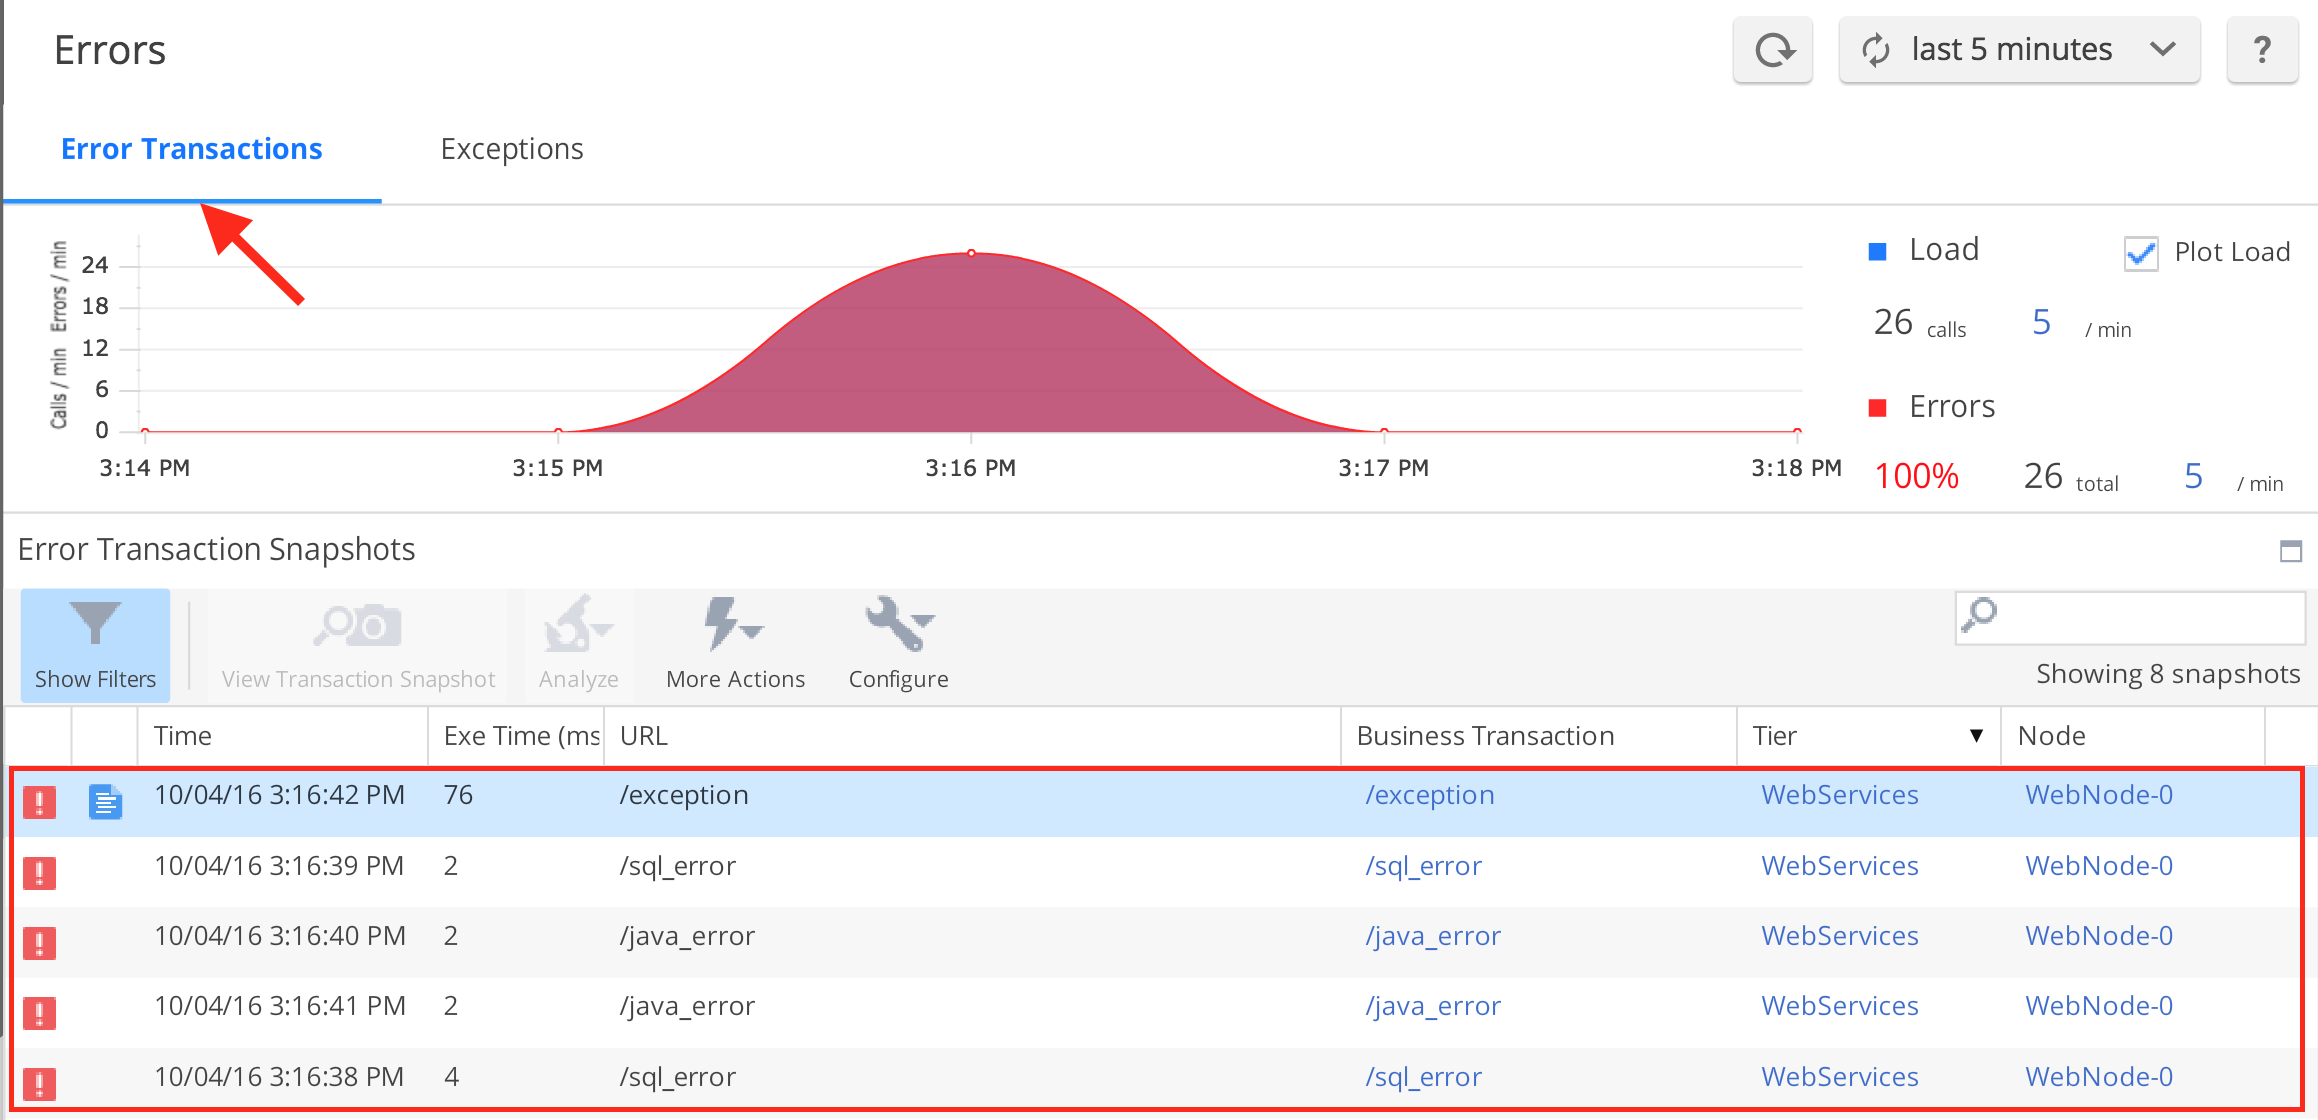 Errors
last 5 minutes
?
Error Transactions
Exceptions
Calls / min Errors / min
24
18
12
6
0
3:14 PM
3:15 PM
3:16 PM
3:17 PM
3:18 PM
Load
Plot Load
26 calls 5 / min
Errors
100% 26 total 5 / min
Error Transaction Snapshots
Show Filters
View Transaction Snapshot
Analyze
More Actions
Configure
Showing 8 snapshots
Time Exe Time (ms URL Business Transaction Tier Node
10/04/16 3:16:42 PM 76 /exception /exception WebServices WebNode-0
10/04/16 3:16:39 PM 2 /sql_error /sql_error WebServices WebNode-0
10/04/16 3:16:40 PM 2 /java_error /java_error WebServices WebNode-0
10/04/16 3:16:41 PM 2 /java_error /java_error WebServices WebNode-0
10/04/16 3:16:38 PM 4 /sql_error /sql_error WebServices WebNode-0